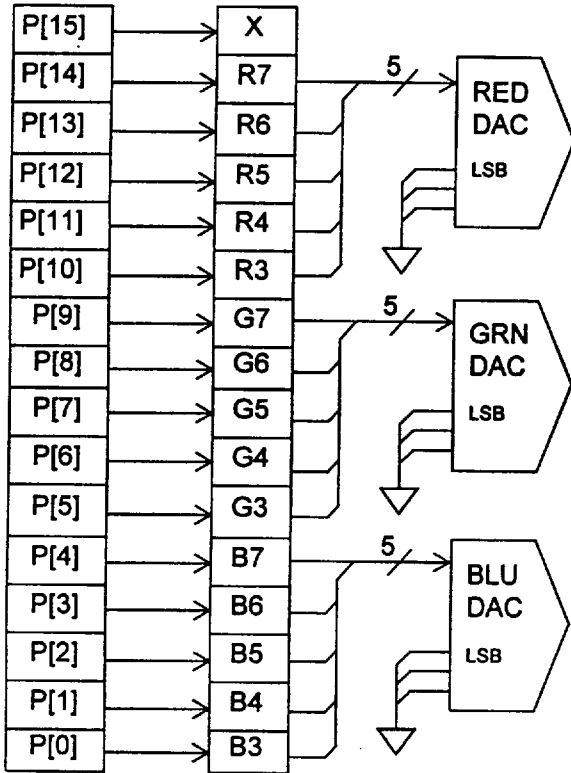 P[15] X
P[14] R7 5 RED
P[13] R6 DAC
P[12] R5 LSB
P[11] R4
P[10] R3
P[9] G7 5 GRN
P[8] G6 DAC
P[7] G5 LSB
P[6] G4
P[5] G3
P[4] B7 5 BLU
P[3] B6 DAC
P[2] B5 LSB
P[1] B4
P[0] B3